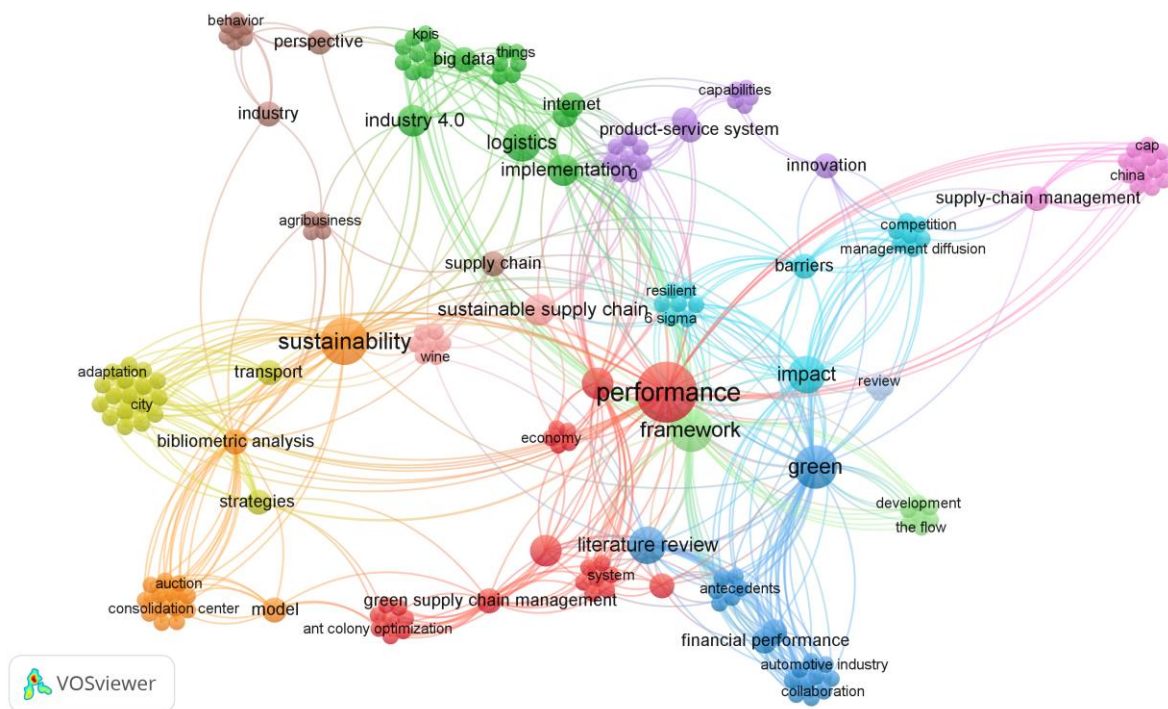 behavior
perspective
kpis
big data
things
industry
industry 4.0
internet
logistics
implementation
0
capabilities
product-service system
innovation
cap
china
supply-chain management
agribusiness
supply chain
competition
management diffusion
barriers
resilient
6 sigma
sustainable supply chain
sustainability
wine
adaptation
city
transport
performance
impact
review
framework
economy
bibliometric analysis
green
strategies
development
the flow
literature review
auction
consolidation center
model
system
green supply chain management
ant colony optimization
antecedents
financial performance
automotive industry
collaboration
VOSviewer